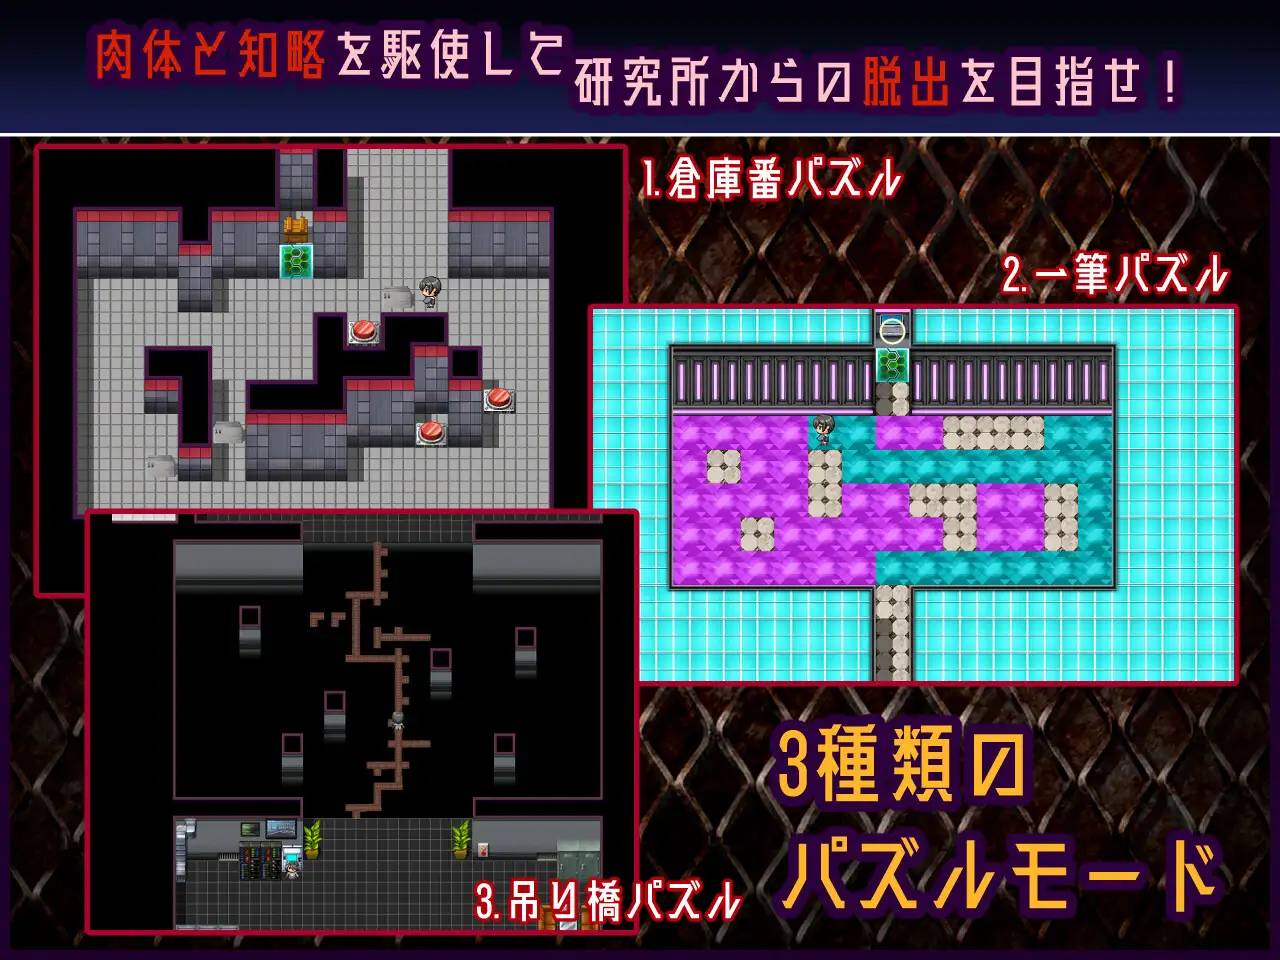 肉体と知略を駆使して
研究所からの脱出を目指せ！
1.倉庫番パズル
2.一筆パズル
3.吊り橋パズル
3種類の
パズルモード